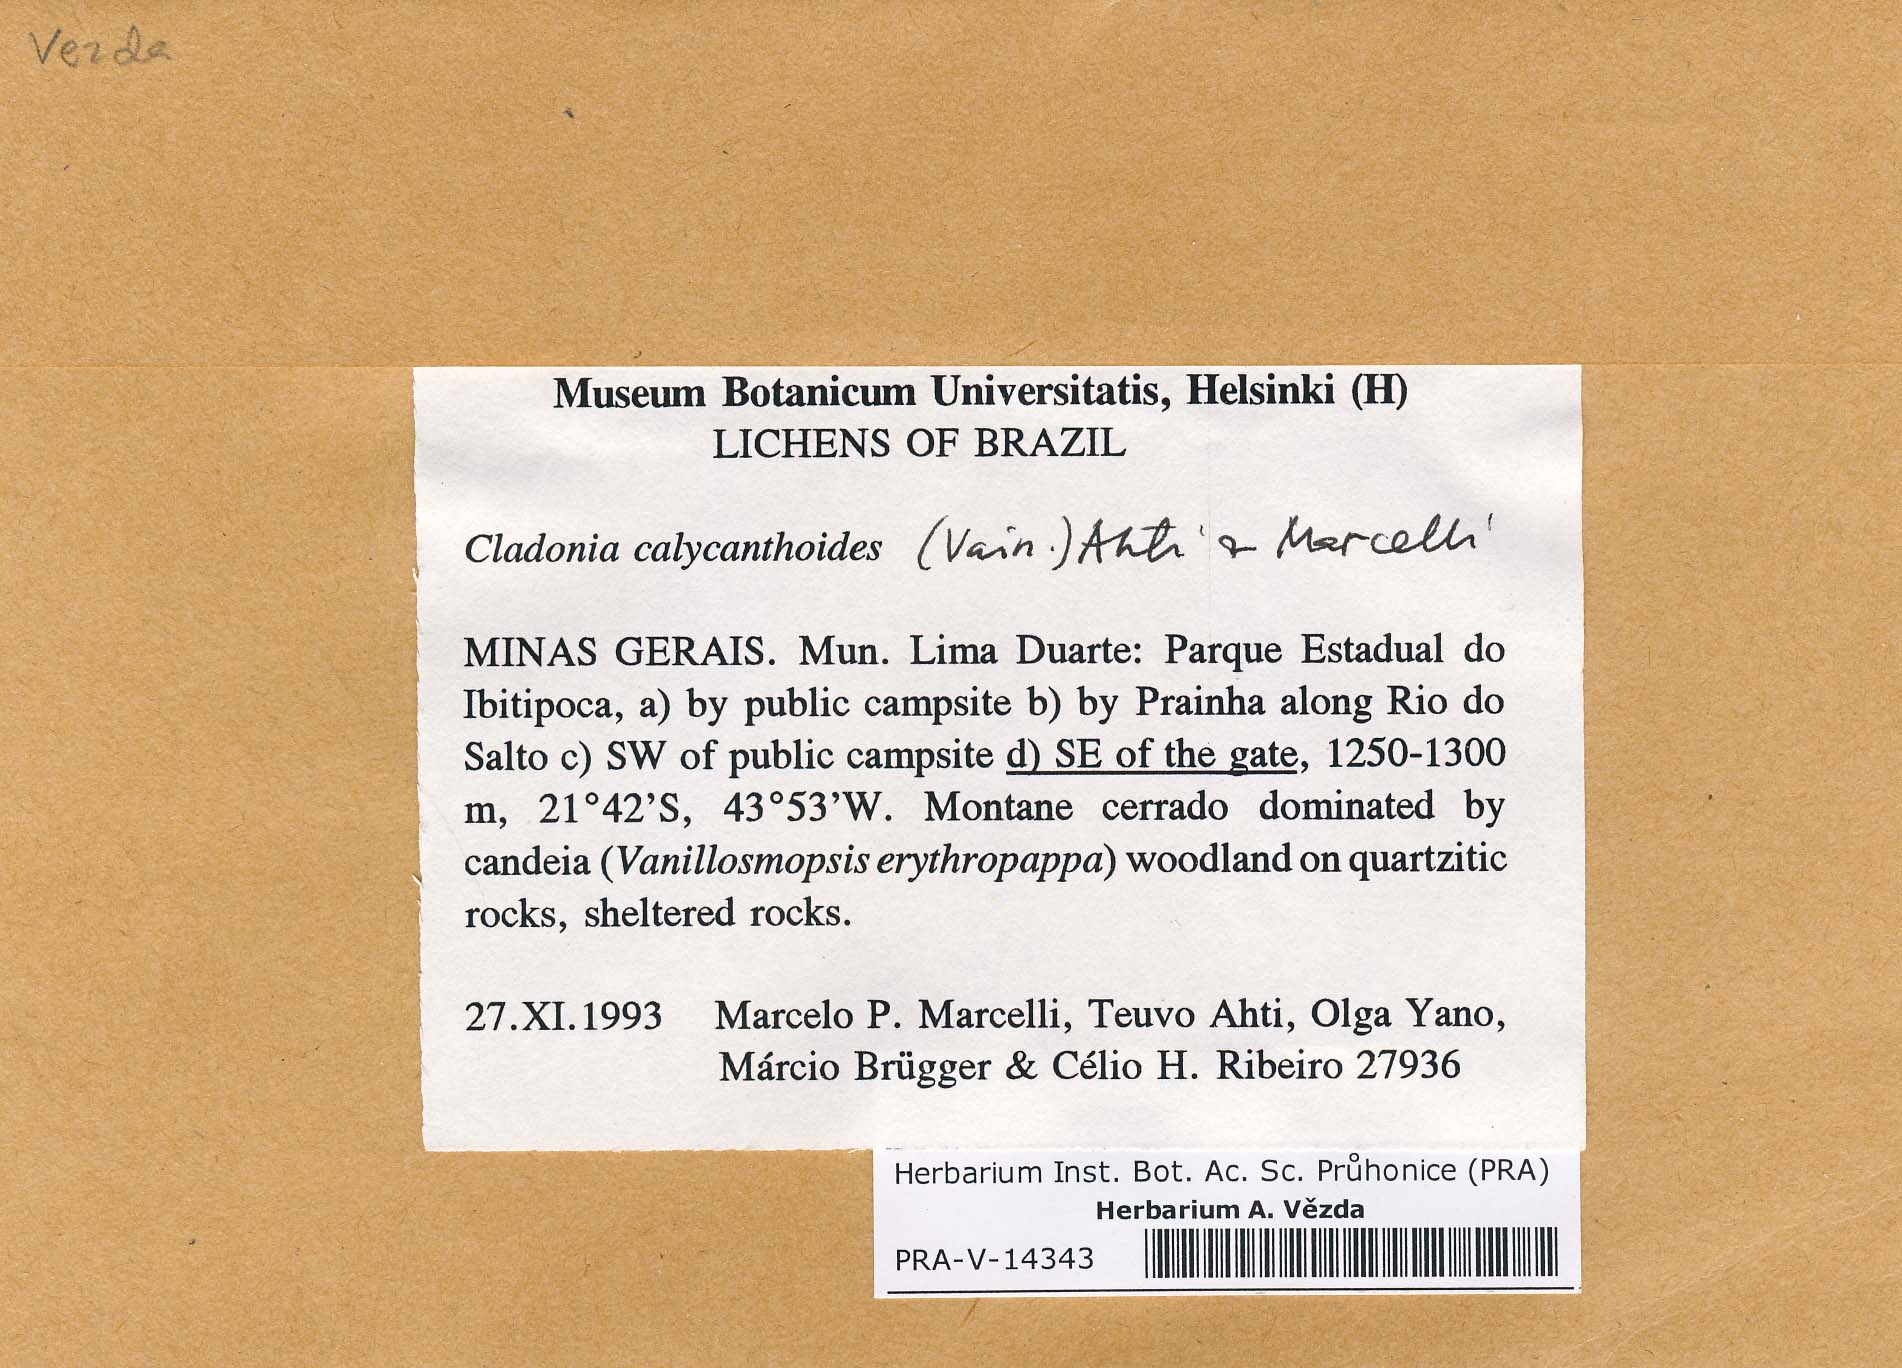 Vezda
Museum Botanicum Universitatis, Helsinki (H)
LICHENS OF BRAZIL
Cladonia calycanthoides (Vain.) Ahti & Marcelli
MINAS GERAIS. Mun. Lima Duarte: Parque Estadual do
Ibitipoca, a) by public campsite b) by Prainha along Rio do
Salto c) SW of public campsite d) SE of the gate, 1250-1300
m, 21°42’S, 43°53’W. Montane cerrado dominated by
candeia (Vanillosmopsis erythropappa) woodland on quartzitic
rocks, sheltered rocks.
27.XI.1993 Marcelo P. Marcelli, Teuvo Ahti, Olga Yano,
Márcio Brügger & Célio H. Ribeiro 27936
Herbarium Inst. Bot. Ac. Sc. Průhonice (PRA)
Herbarium A. Vězda
PRA-V-14343